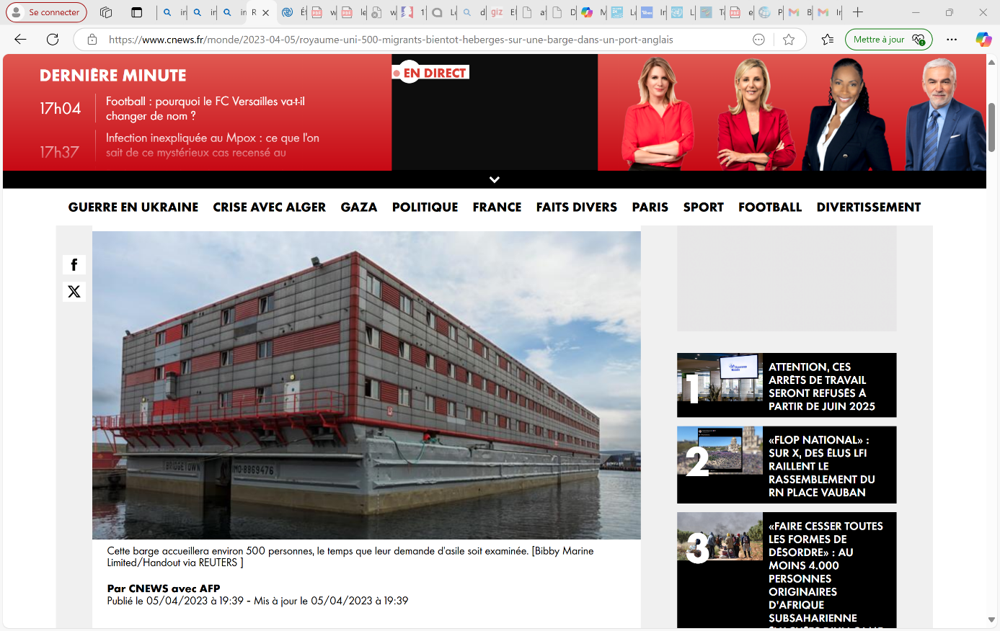 Se connecter
https://www.cnews.fr/monde/2023-04-05/royaume-uni-500-migrants-bientot-heberges-sur-une-barge-dans-un-port-anglais
Mettre à jour
DERNIÈRE MINUTE
17h04
Football : pourquoi le FC Versailles va-t-il
changer de nom ?
17h37
Infection inexpliquée au Mpox : ce que l'on
sait de ce mystérieux cas recensé au
EN DIRECT
GUERRE EN UKRAINE CRISE AVEC ALGER GAZA POLITIQUE FRANCE FAITS DIVERS PARIS SPORT FOOTBALL DIVERTISSEMENT
BRIDGETOWN
IMO-8869476
Cette barge accueillera environ 500 personnes, le temps que leur demande d'asile soit examinée. [Bibby Marine
Limited/Handout via REUTERS ]
Par CNEWS avec AFP
Publié le 05/04/2023 à 19:39 - Mis à jour le 05/04/2023 à 19:39
1
ATTENTION, CES
ARRÊTS DE TRAVAIL
SERONT REFUSÉS À
PARTIR DE JUIN 2025
2
«FLOP NATIONAL» :
SUR X, DES ÉLUS LFI
RAILLENT LE
RASSEMBLEMENT DU
RN PLACE VAUBAN
3
«FAIRE CESSER TOUTES
LES FORMES DE
DÉSORDRE» : AU
MOINS 4.000
PERSONNES
ORIGINAIRES
D'AFRIQUE
SUBSAHARIENNE